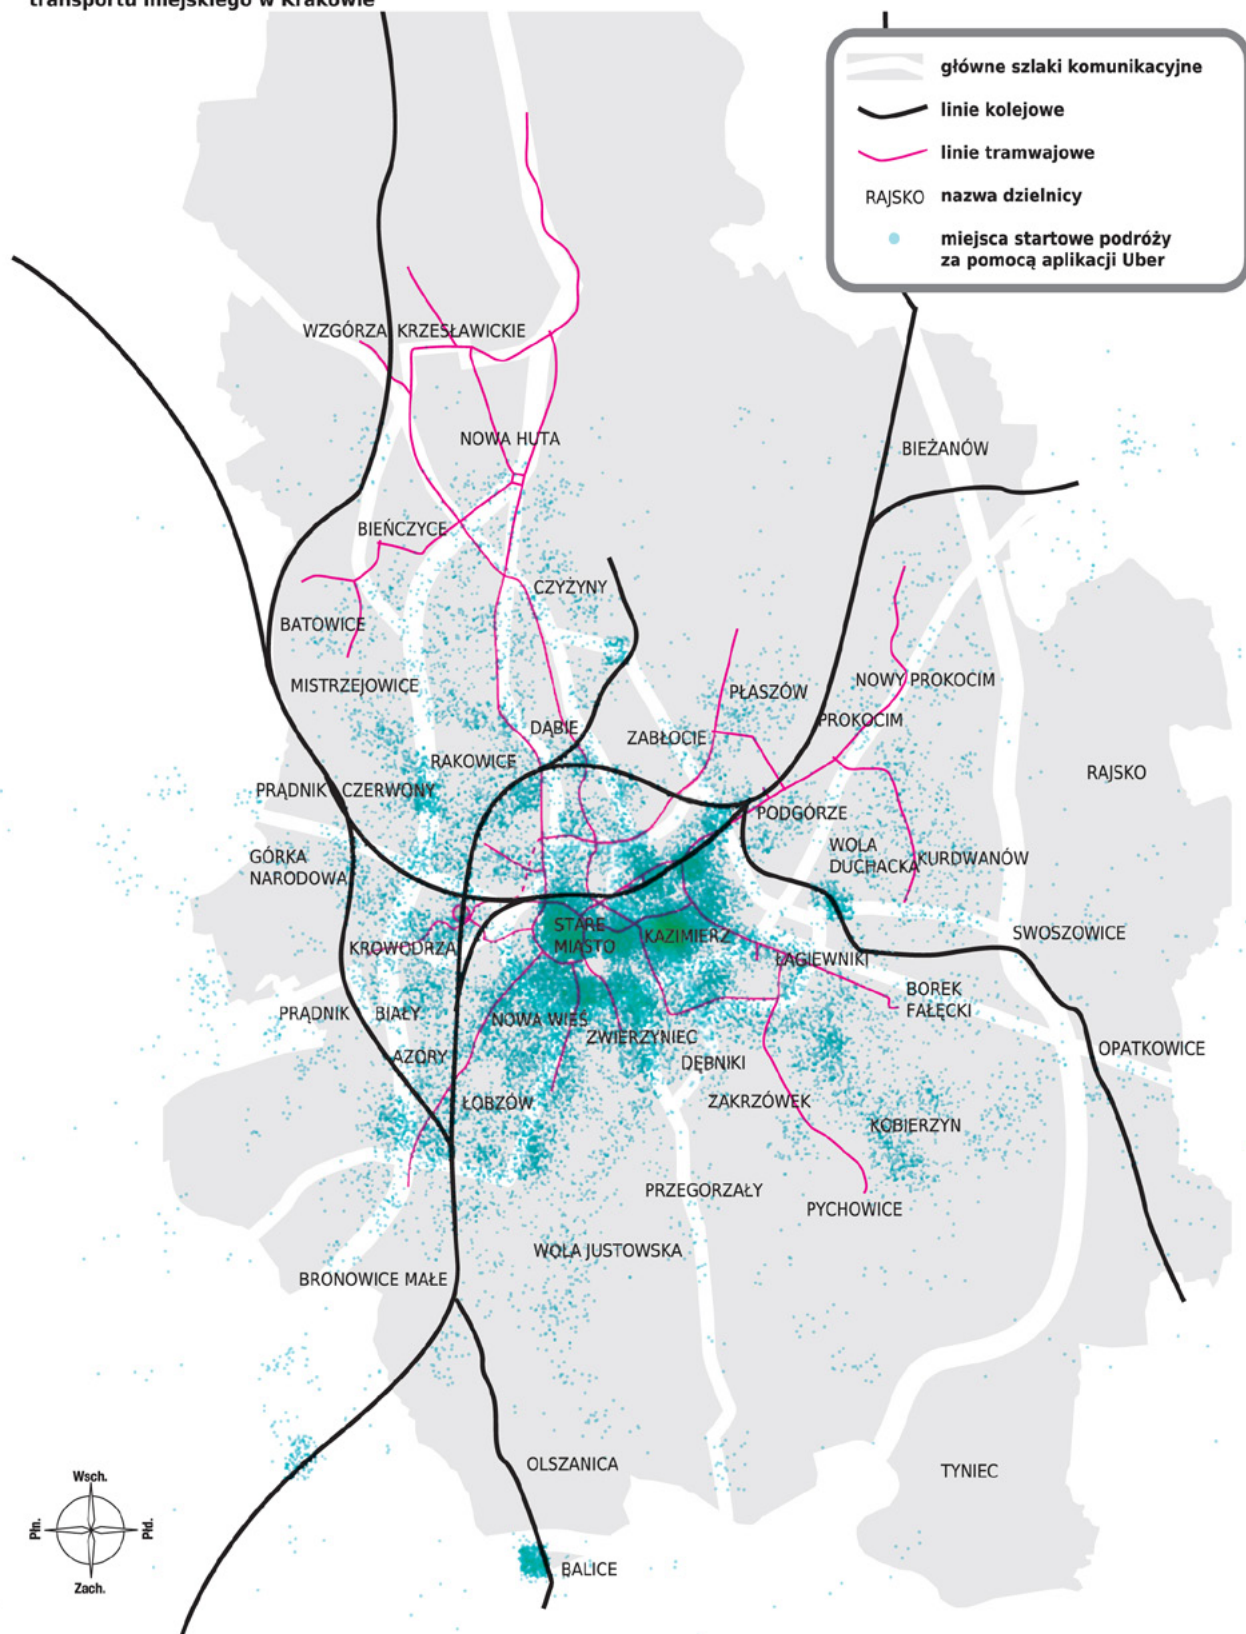 transportu miejskiego w Krakowie
główne szlaki komunikacyjne
linie kolejowe
linie tramwajowe
RAJSKO nazwa dzielnicy
miejsca startowe podróży
za pomocą aplikacji Uber
WZGÓRZA KRZESŁAWICKIE
NOWA HUTA
BIEŻANÓW
BIEŃCZYCE
CZYŻYNY
BATOWICE
MISTRZEJOWICE
PŁASZÓW
NOWY PROKOCIM
PROKOCIM
DĄBIE
ZABŁOCIE
RAKOWICE
RAJSKO
PRĄDNIK CZERWONY
PODGÓRZE
WOLA
DUCHACKA
KURDWANÓW
GÓRKA
NARODOWA
STARE
MIASTO
KAZIMIERZ
SWOSZOWICE
KROWODRZA
ŁAGIEWNIKI
BOREK
FAŁĘCKI
PRĄDNIK BIAŁY
NOWA WIEŚ
ZWIERZYNIEC
OPATKOWICE
AZORY
DĘBNIKI
ŁOBZÓW
ZAKRZÓWEK
KOBIERZYN
PRZEGORZAŁY
PYCHOWICE
WOLA JUSTOWSKA
BRONOWICE MAŁE
OLSZANICA
TYNIEC
BALICE
Wsch.
Płn.
Płd.
Zach.